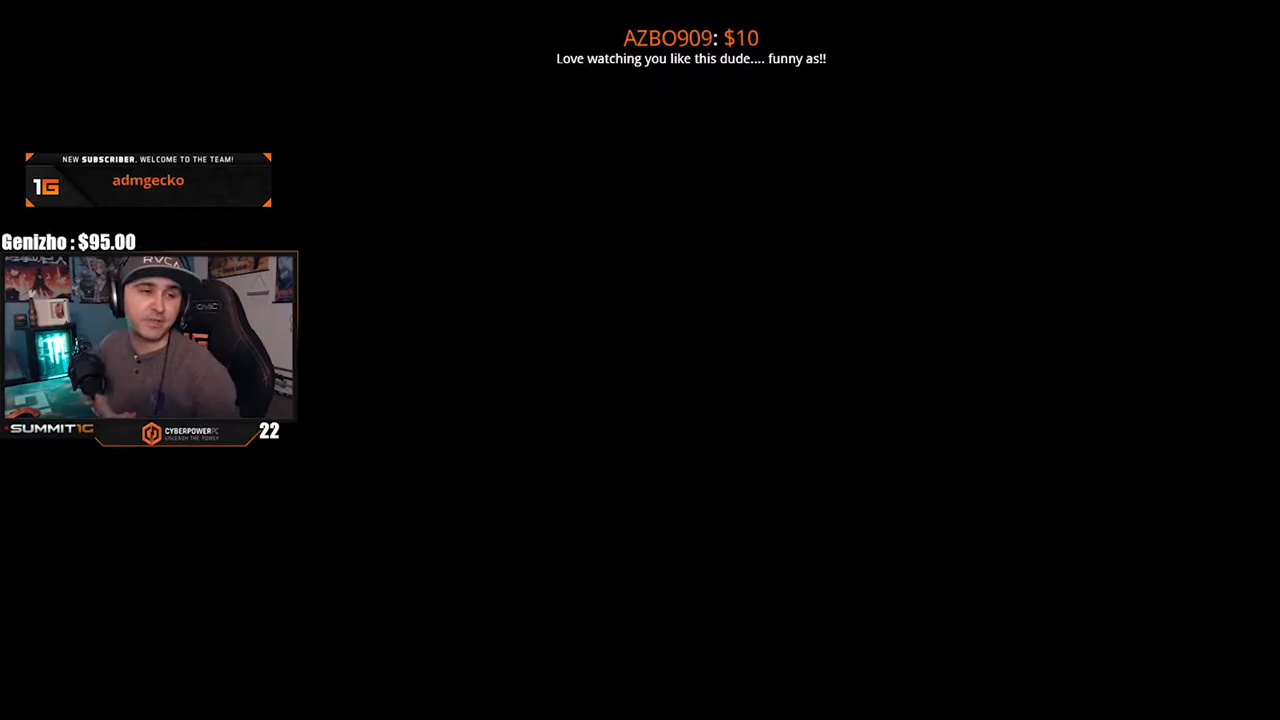 AZBO909: $10
Love watching you like this dude.... funny as!!
NEW SUBSCRIBER. WELCOME TO THE TEAM!
1G
admgecko
Genizho : $95.00
RVCA
SUMMIT1G
CYBERPOWERPC
UNLEASH THE POWER
22